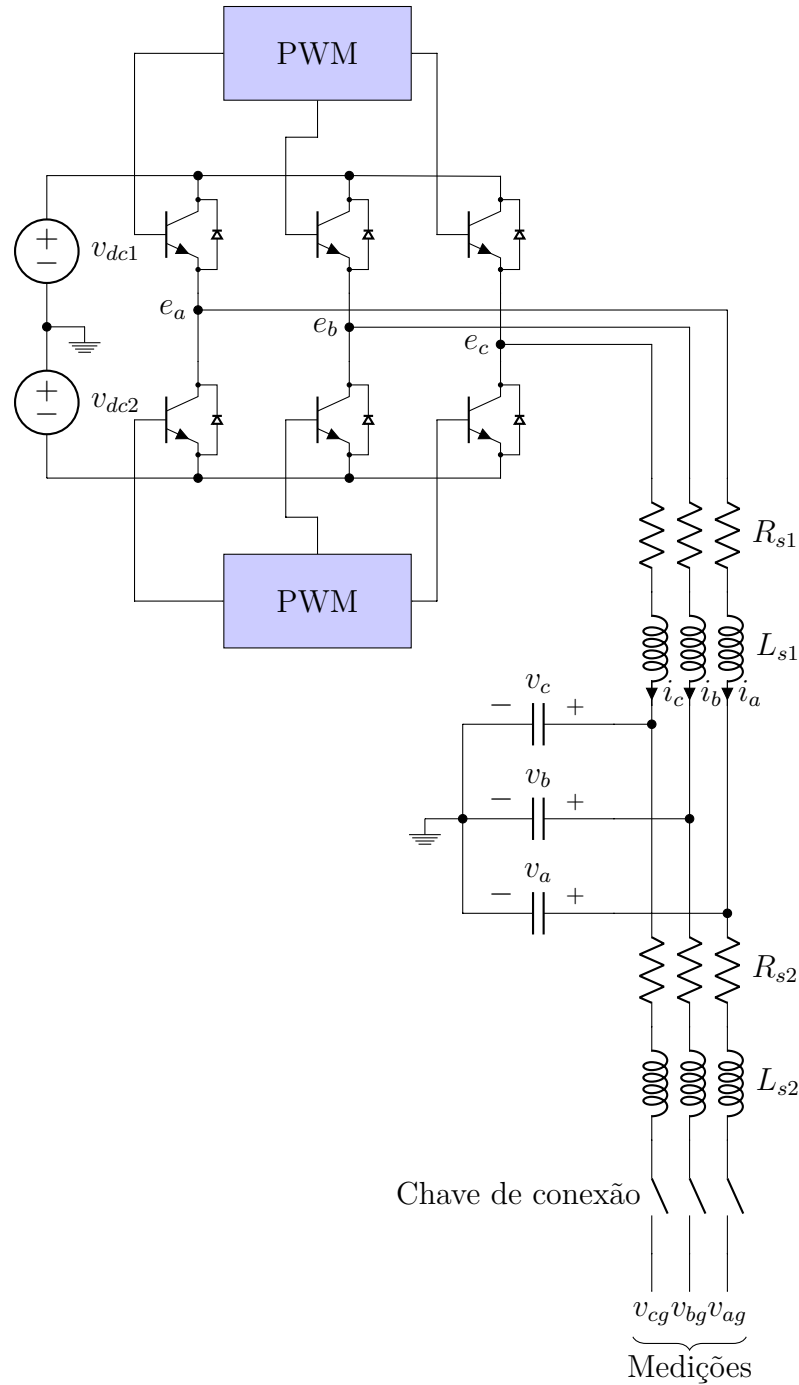 PWM
+
−
v_{dc1}
e_a
e_b
e_c
+
−
v_{dc2}
R_{s1}
PWM
L_{s1}
i_c
i_b
i_a
v_c
− +
v_b
− +
v_a
− +
R_{s2}
L_{s2}
Chave de conexão
v_{cg} v_{bg} v_{ag}
Medições